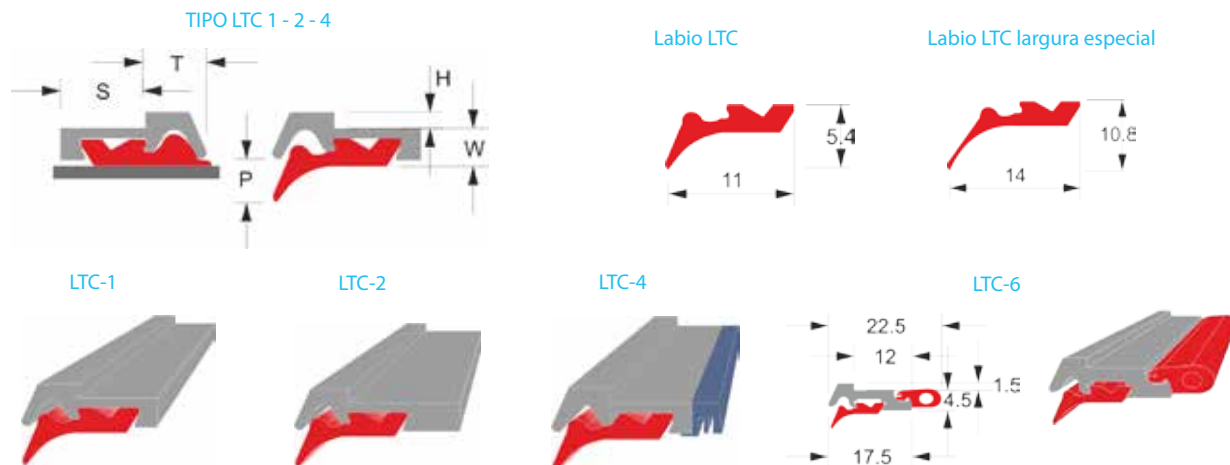 TIPO LTC 1 - 2 - 4
Labio LTC
Labio LTC largura especial
T
S
H
W
P
5.4
11
10.8
14
LTC-1
LTC-2
LTC-4
LTC-6
22.5
12
1.5
4.5
17.5